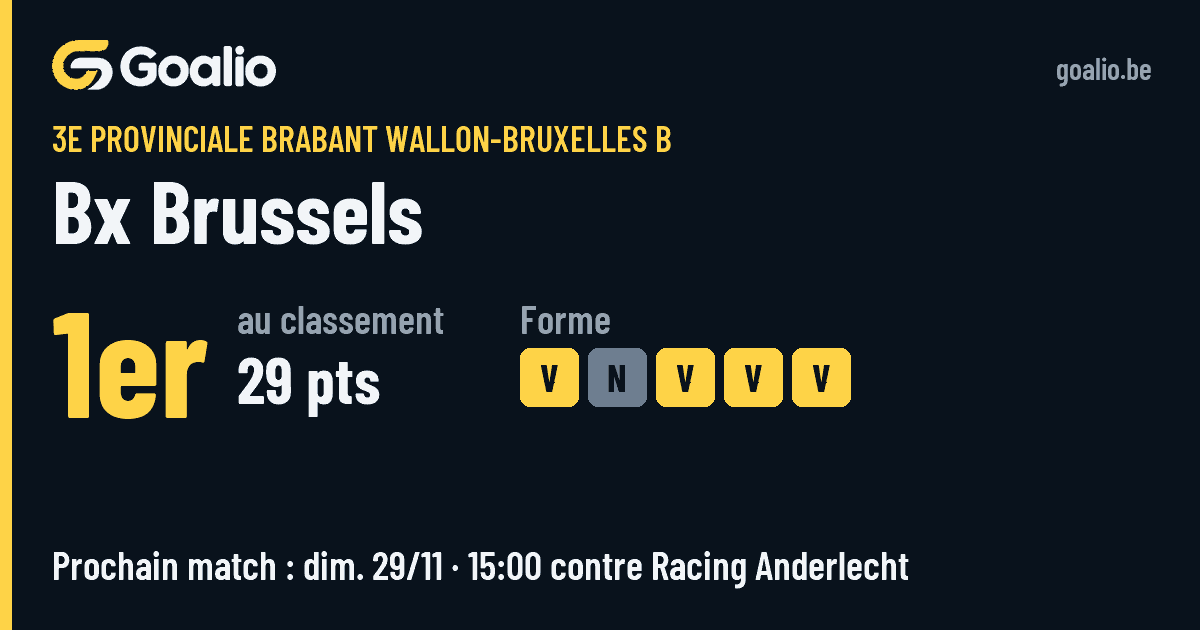 Goalio
goalio.be
3E PROVINCIALE BRABANT WALLON-BRUXELLES B
Bx Brussels
1er
au classement
29 pts
Forme
V N V V V
Prochain match : dim. 29/11 · 15:00 contre Racing Anderlecht